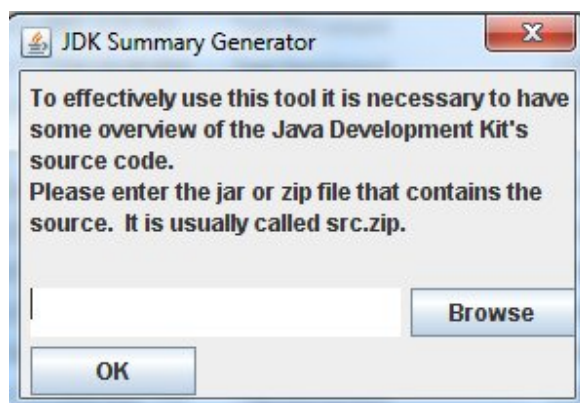 JDK Summary Generator
To effectively use this tool it is necessary to have
some overview of the Java Development Kit's
source code.
Please enter the jar or zip file that contains the
source.  It is usually called src.zip.
Browse
OK